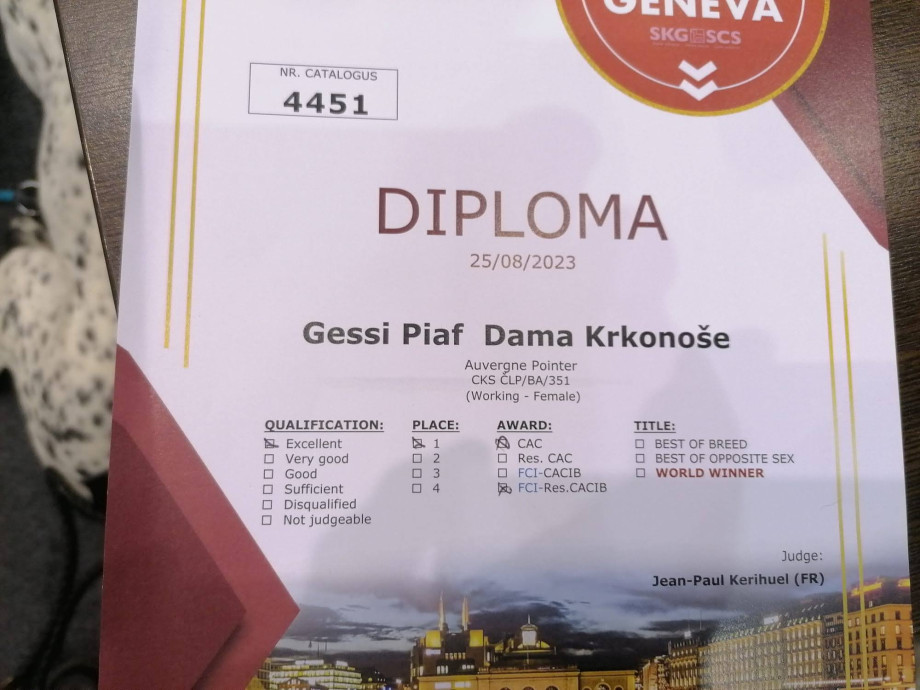 GENEVA
SKG SCS
NR. CATALOGUS
4451
DIPLOMA
25/08/2023
Gessi Piaf Dama Krkonoše
Auvergne Pointer
CKS ČLP/BA/351
(Working - Female)
QUALIFICATION: PLACE: AWARD: TITLE:
Excellent 1 CAC BEST OF BREED
Very good 2 Res. CAC BEST OF OPPOSITE SEX
Good 3 FCI-CACIB WORLD WINNER
Sufficient 4 FCI-Res.CACIB
Disqualified
Not judgeable
Judge:
Jean-Paul Kerihuel (FR)